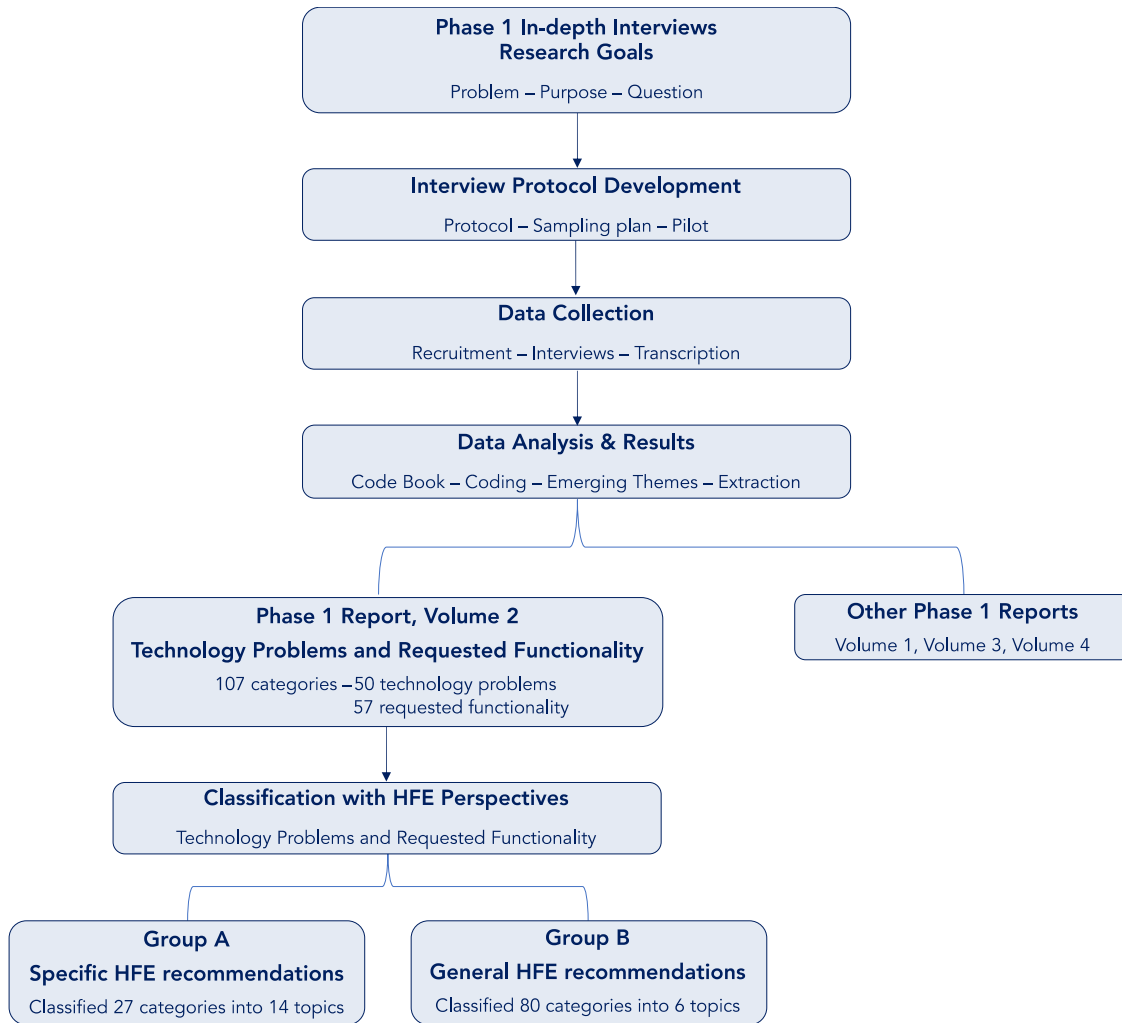 Phase 1 In-depth Interviews
Research Goals
Problem – Purpose – Question
Interview Protocol Development
Protocol – Sampling plan – Pilot
Data Collection
Recruitment – Interviews – Transcription
Data Analysis & Results
Code Book – Coding – Emerging Themes – Extraction
Phase 1 Report, Volume 2
Technology Problems and Requested Functionality
107 categories – 50 technology problems
57 requested functionality
Other Phase 1 Reports
Volume 1, Volume 3, Volume 4
Classification with HFE Perspectives
Technology Problems and Requested Functionality
Group A
Specific HFE recommendations
Classified 27 categories into 14 topics
Group B
General HFE recommendations
Classified 80 categories into 6 topics